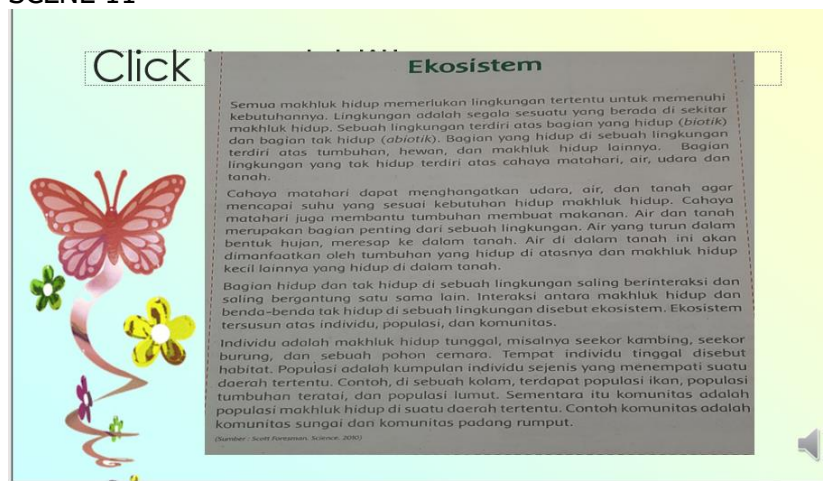 SCENE 11
Click
Ekosistem
Semua makhluk hidup memerlukan lingkungan tertentu untuk memenuhi
kebutuhannya. Lingkungan adalah segala sesuatu yang berada di sekitar
makhluk hidup. Sebuah lingkungan terdiri atas bagian yang hidup (biotik)
dan bagian tak hidup (abiotik). Bagian yang hidup di sebuah lingkungan
terdiri atas tumbuhan, hewan, dan makhluk hidup lainnya. Bagian
lingkungan yang tak hidup terdiri atas cahaya matahari, air, udara dan
tanah.
Cahaya matahari dapat menghangatkan udara, air, dan tanah agar
mencapai suhu yang sesuai kebutuhan hidup makhluk hidup. Cahaya
matahari juga membantu tumbuhan membuat makanan. Air dan tanah
merupakan bagian penting dari sebuah lingkungan. Air yang turun dalam
bentuk hujan, meresap ke dalam tanah. Air di dalam tanah ini akan
dimanfaatkan oleh tumbuhan yang hidup di atasnya dan makhluk hidup
kecil lainnya yang hidup di dalam tanah.
Bagian hidup dan tak hidup di sebuah lingkungan saling berinteraksi dan
saling bergantung satu sama lain. Interaksi antara makhluk hidup dan
benda-benda tak hidup di sebuah lingkungan disebut ekosistem. Ekosistem
tersusun atas individu, populasi, dan komunitas.
Individu adalah makhluk hidup tunggal, misalnya seekor kambing, seekor
burung, dan sebuah pohon cemara. Tempat individu tinggal disebut
habitat. Populasi adalah kumpulan individu sejenis yang menempati suatu
daerah tertentu. Contoh, di sebuah kolam, terdapat populasi ikan, populasi
tumbuhan teratai, dan populasi lumut. Sementara itu komunitas adalah
populasi makhluk hidup di suatu daerah tertentu. Contoh komunitas adalah
komunitas sungai dan komunitas padang rumput.
(Sumber : Scott Foresman, Science, 2010)